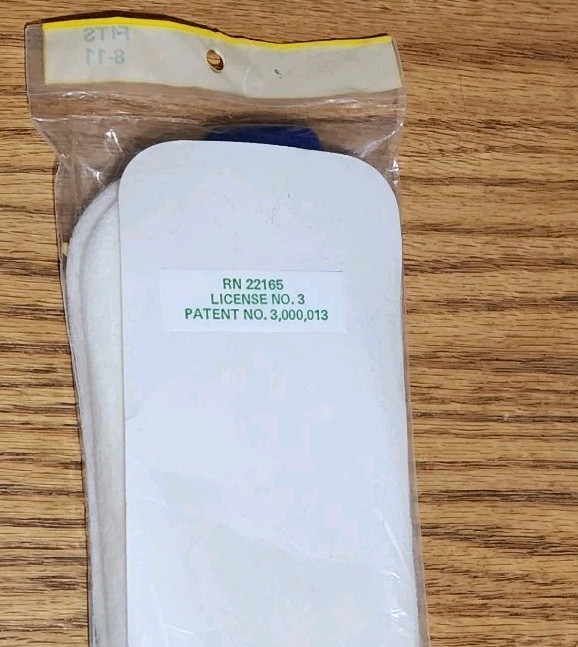 FITS
8-11
RN 22165
LICENSE NO. 3
PATENT NO. 3,000,013